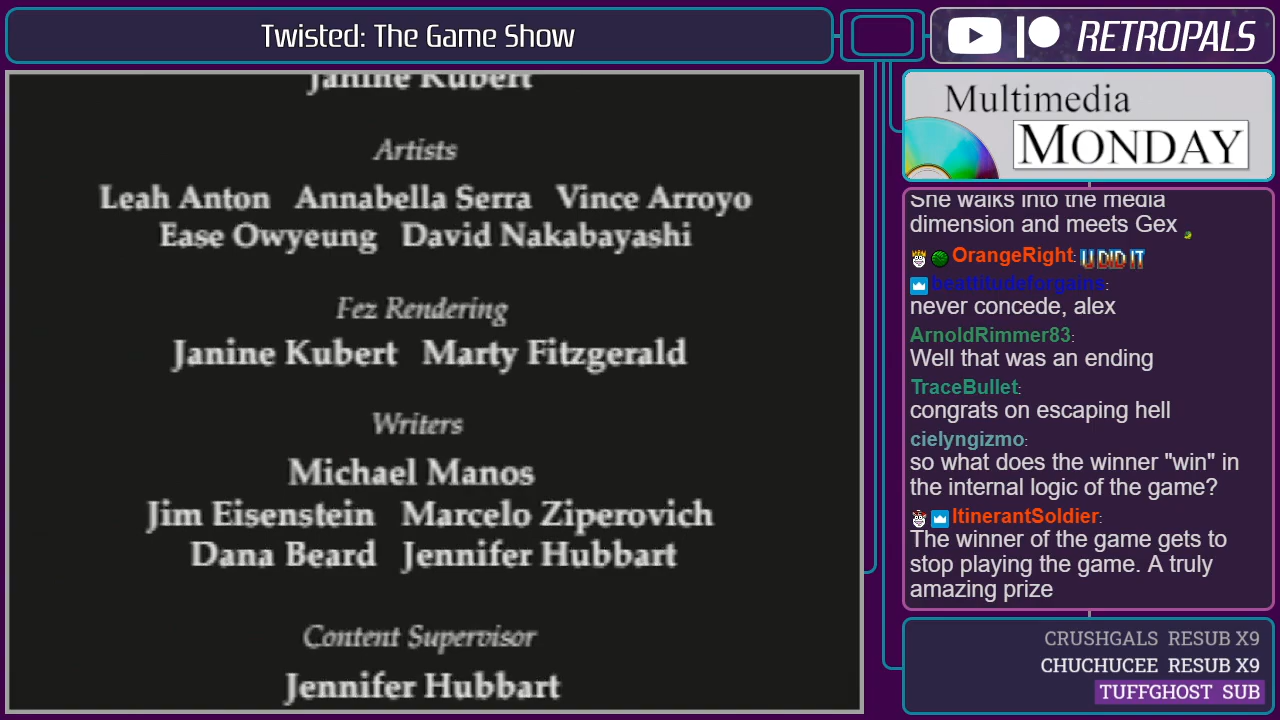 Twisted: The Game Show
RETROPALS
Multimedia
MONDAY
Janine Kubert
Artists
Leah Anton Annabella Serra Vince Arroyo
Ease Owyeung David Nakabayashi
Fez Rendering
Janine Kubert Marty Fitzgerald
Writers
Michael Manos
Jim Eisenstein Marcelo Ziperovich
Dana Beard Jennifer Hubbart
Content Supervisor
Jennifer Hubbart
She walks into the media
dimension and meets Gex
OrangeRight: U DID IT
beattitudeforgains:
never concede, alex
ArnoldRimmer83:
Well that was an ending
TraceBullet:
congrats on escaping hell
cielyngizmo:
so what does the winner "win" in
the internal logic of the game?
ItinerantSoldier:
The winner of the game gets to
stop playing the game. A truly
amazing prize
CRUSHGALS RESUB X9
CHUCHUCEE RESUB X9
TUFFGHOST SUB